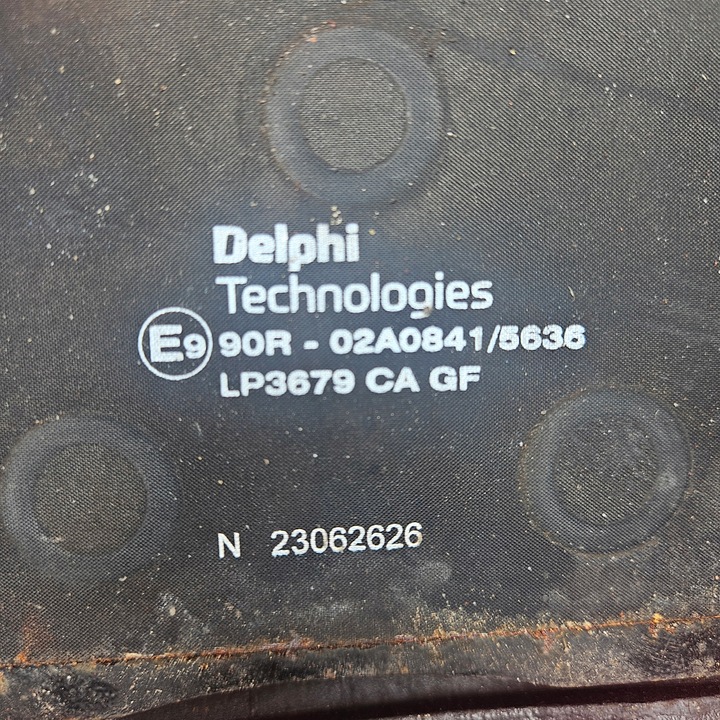 Delphi
Technologies
E9 90R - 02A0841/5636
LP3679 CA GF
N 23062626